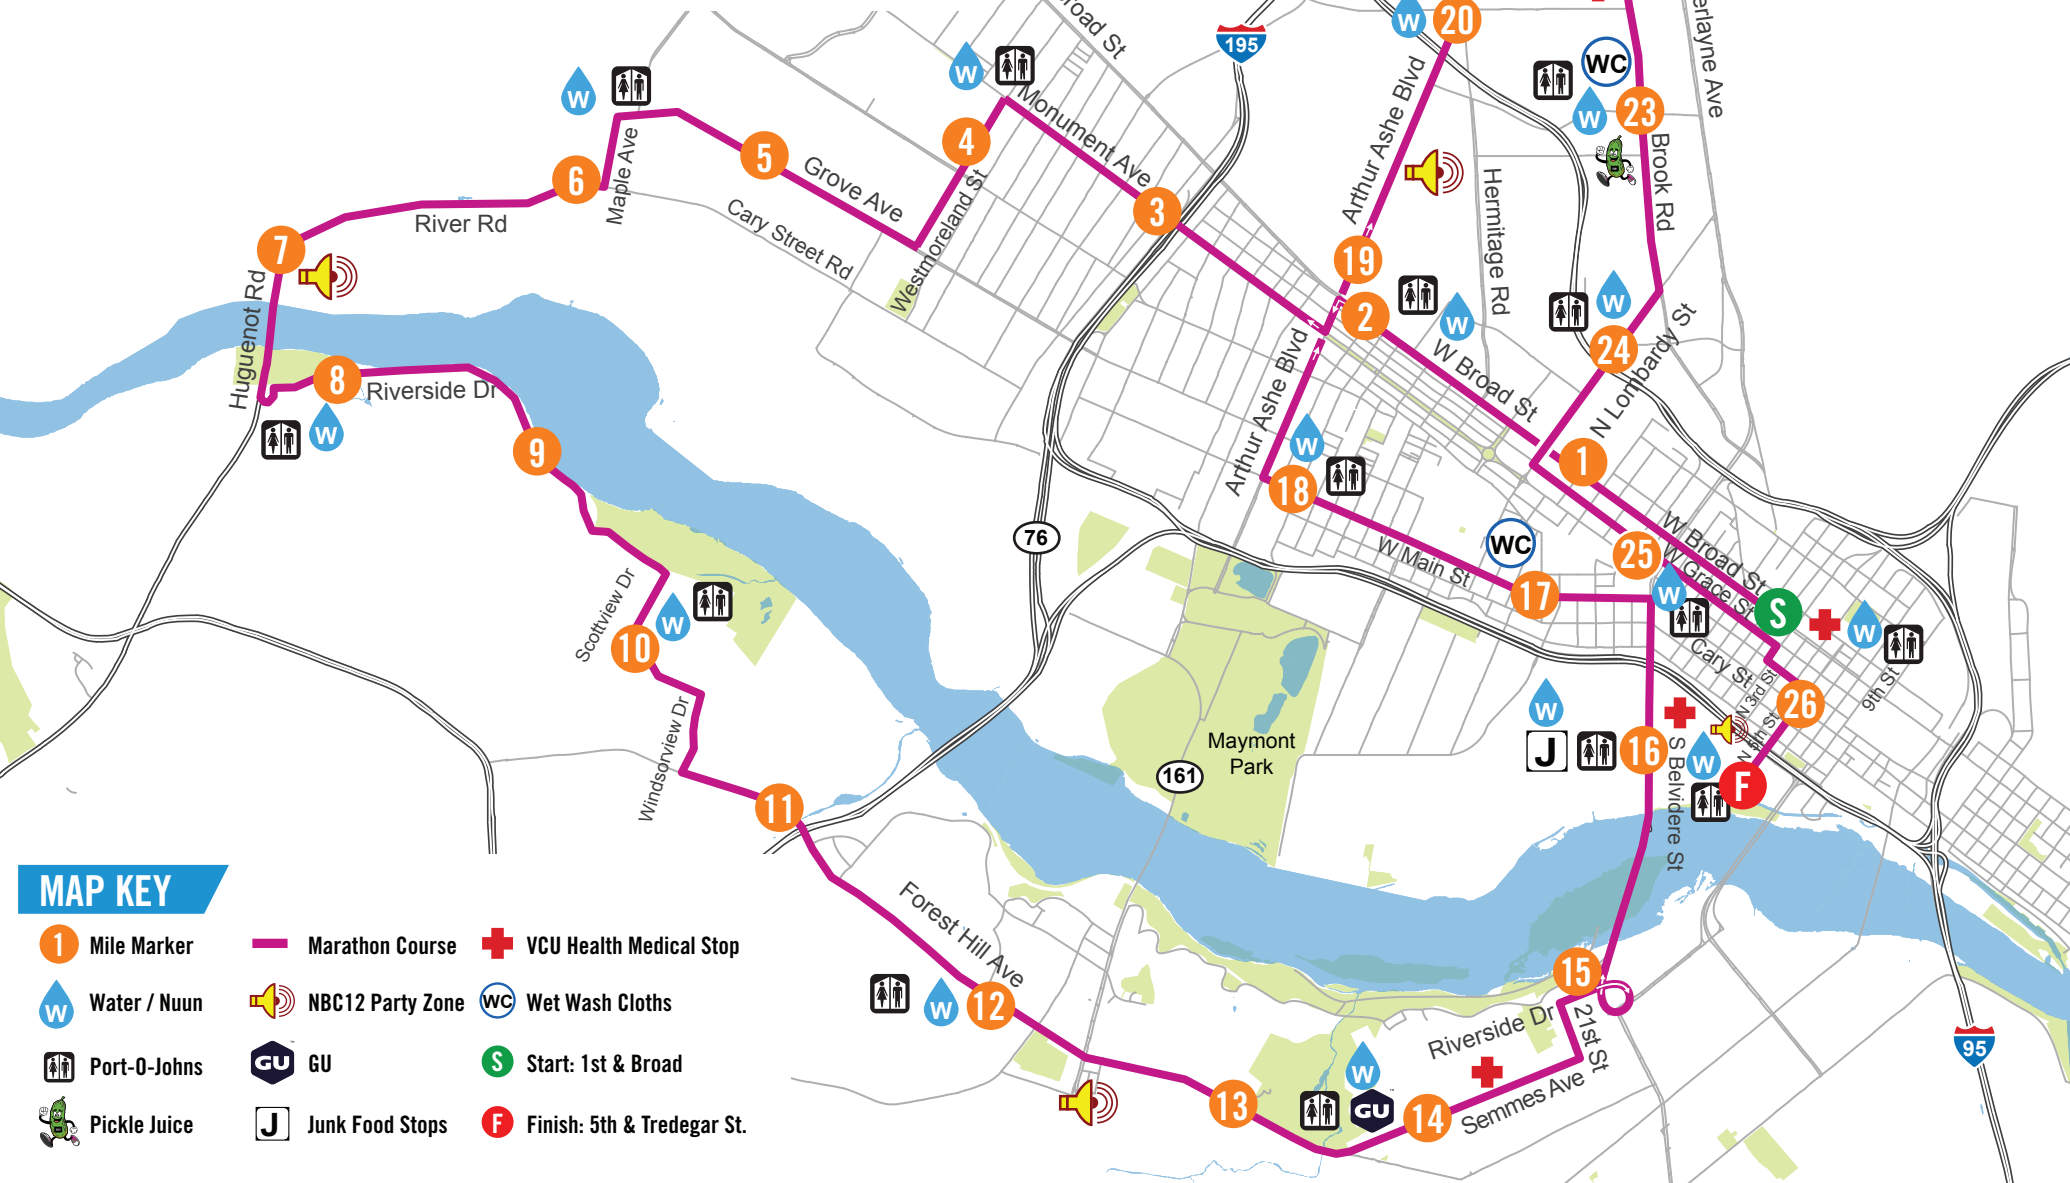 road St
195
W
20
erlayne Ave
WC
W
23
Brook Rd
W
Monument Ave
4
W
Maple Ave
5
Grove Ave
6
Cary Street Rd
Westmoreland St
3
River Rd
7
Huguenot Rd
Arthur Ashe Blvd
19
Hermitage Rd
2
W
W
24
N Lombardy St
W Broad St
8
Riverside Dr
W
9
Arthur Ashe Blvd
W
18
1
76
WC
W Main St
17
25
W Broad St
W Grace St
W
S
W
Scottview Dr
W
10
Cary St
N 3rd St
9th St
26
N 5th St
Windsorview Dr
W
J
16
W
F
S Belvidere St
Maymont
Park
161
11
Forest Hill Ave
W
12
15
Riverside Dr
21st St
95
W
GU
13
14
Semmes Ave
MAP KEY
1 Mile Marker
Marathon Course
VCU Health Medical Stop
W Water / Nuun
NBC12 Party Zone
WC Wet Wash Cloths
Port-O-Johns
GU GU
S Start: 1st & Broad
Pickle Juice
J Junk Food Stops
F Finish: 5th & Tredegar St.